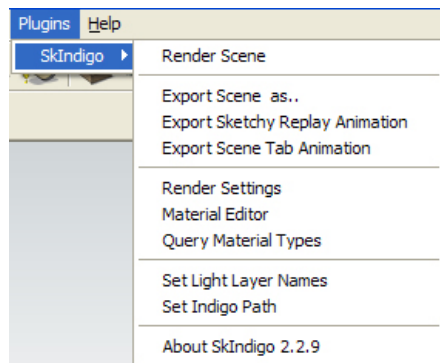 Plugins Help
SkIndigo
Render Scene
Export Scene as..
Export Sketchy Replay Animation
Export Scene Tab Animation
Render Settings
Material Editor
Query Material Types
Set Light Layer Names
Set Indigo Path
About SkIndigo 2.2.9